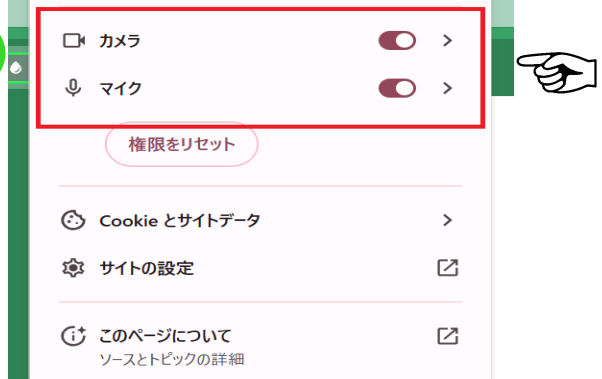 カメラ
マイク
権限をリセット
Cookie とサイトデータ
サイトの設定
このページについて
ソースとトピックの詳細